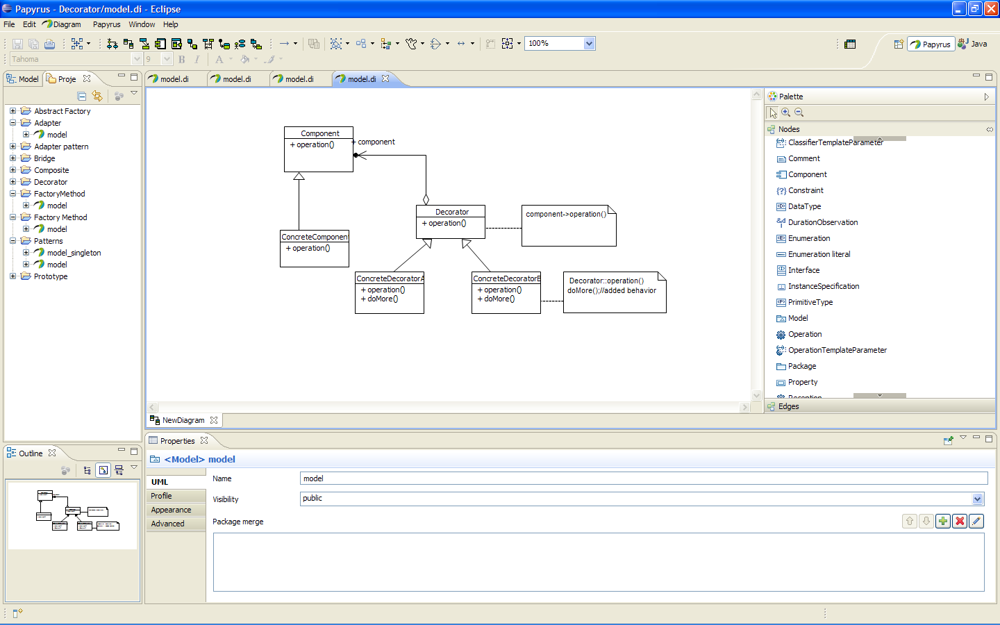 Papyrus - Decorator/model.di - Eclipse
File Edit Diagram Papyrus Window Help
100%
Papyrus
Java
Tahoma
9
B I A
Model
Proje
model.di
model.di
model.di
model.di
Abstract Factory
Adapter
model
Adapter pattern
Bridge
Composite
Decorator
FactoryMethod
model
Factory Method
model
Patterns
model_singleton
model
Prototype
Component
+ operation()
+ component
Decorator
+ operation()
component->operation()
ConcreteComponent
+ operation()
ConcreteDecoratorA
+ operation()
+ doMore()
ConcreteDecoratorB
+ operation()
+ doMore()
Decorator::operation()
doMore();//added behavior
Palette
Nodes
ClassifierTemplateParameter
Comment
Component
Constraint
DataType
DurationObservation
Enumeration
Enumeration literal
Interface
InstanceSpecification
PrimitiveType
Model
Operation
OperationTemplateParameter
Package
Property
Reception
Edges
NewDiagram
Outline
Properties
<Model> model
UML
Profile
Appearance
Advanced
Name
model
Visibility
public
Package merge